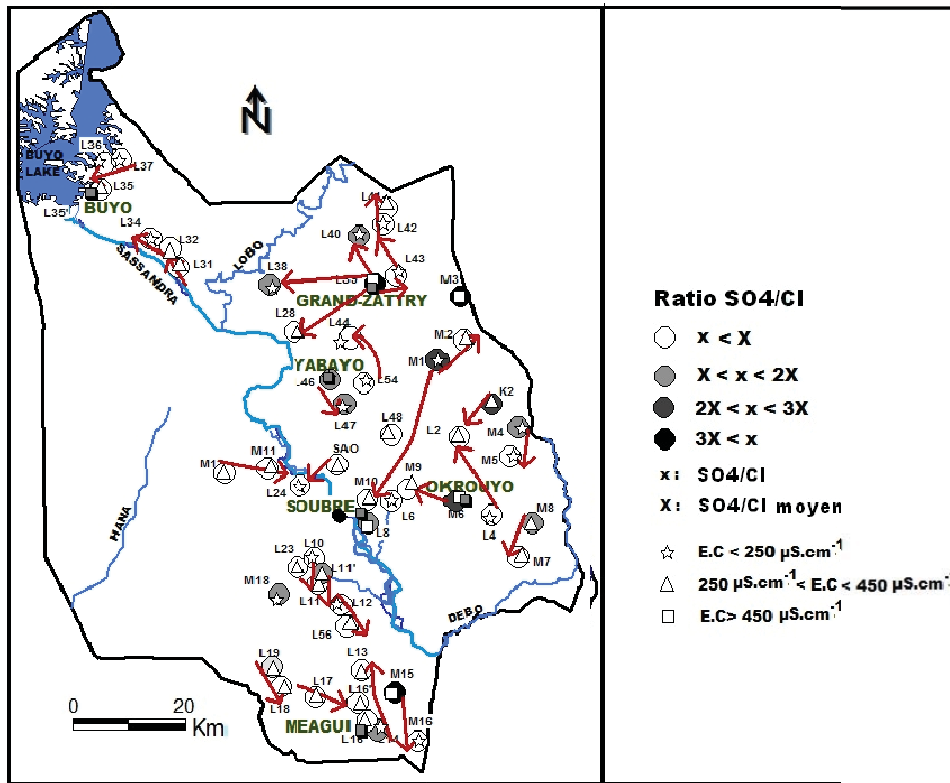 N
L36
L37
BUYO
LAKE
L35
L35'
BUYO
L34
L32
L31
SASSANDRA
LOBO
L40
L42
L43
L38
GRAND-ZATTRY
M3
L28
L44
M2
YABAYO
M1
L46
L54
L47
K2
L48
L2
M4
M5
M11
SAO
M9
L24
M10
OKROUYO
SOUBRE
L6
M6
M8
L8
L4
M7
HANA
L23
L10
L11'
M18
L11
L12
L56
DEBO
L19
L13
M15
L17
L16
L18
MEAGUI
M16
0 20
Km
Ratio SO4/Cl
x < X
X < x < 2X
2X < x < 3X
3X < x
x: SO4/Cl
X: SO4/Cl moyen
E.C < 250 µS.cm-1
250 µS.cm-1 < E.C < 450 µS.cm-1
E.C> 450 µS.cm-1